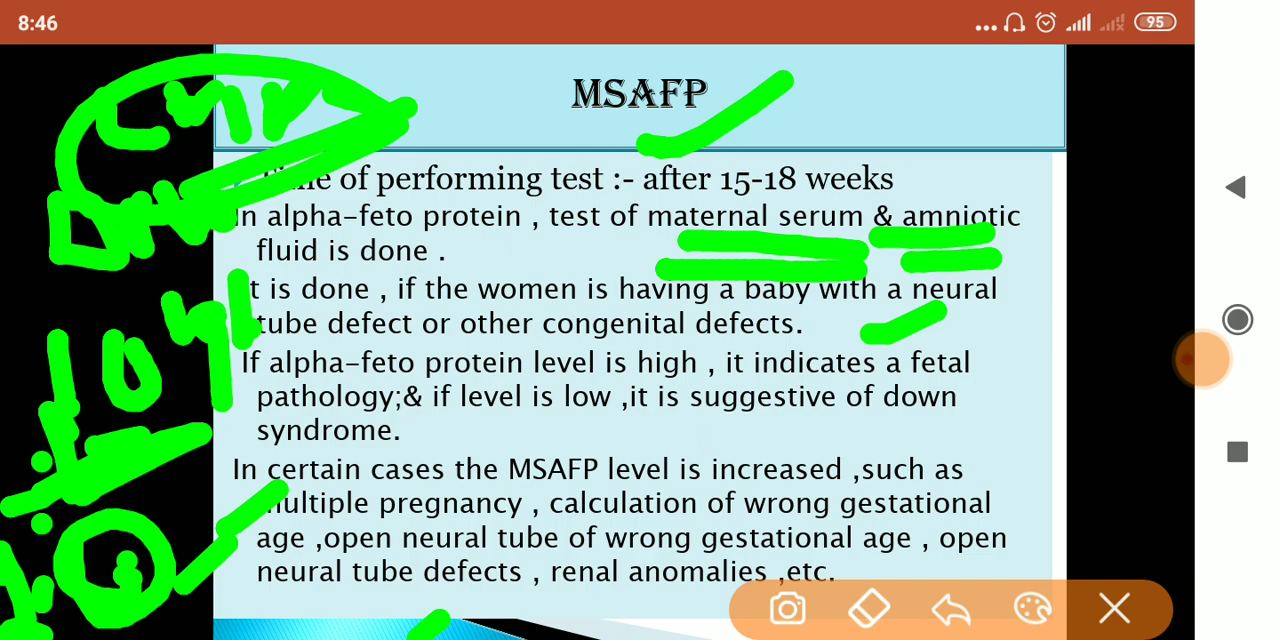 8:46
95
MSAFP
Time of performing test :- after 15-18 weeks
In alpha-feto protein , test of maternal serum & amniotic
fluid is done .
It is done , if the women is having a baby with a neural
tube defect or other congenital defects.
If alpha-feto protein level is high , it indicates a fetal
pathology;& if level is low ,it is suggestive of down
syndrome.
In certain cases the MSAFP level is increased ,such as
multiple pregnancy , calculation of wrong gestational
age ,open neural tube of wrong gestational age , open
neural tube defects , renal anomalies ,etc.